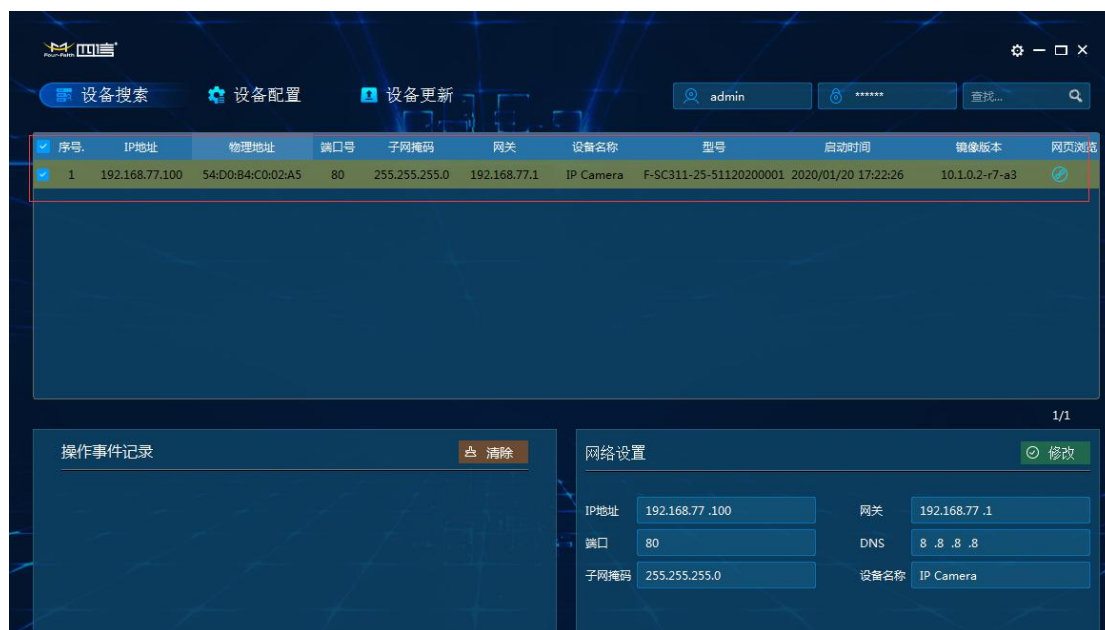 Four-Faith 四信
设备搜索 设备配置 设备更新 admin ****** 查找...
序号. IP地址 物理地址 端口号 子网掩码 网关 设备名称 型号 启动时间 镜像版本 网页浏览
1 192.168.77.100 54:D0:B4:C0:02:A5 80 255.255.255.0 192.168.77.1 IP Camera F-SC311-25-51120200001 2020/01/20 17:22:26 10.1.0.2-r7-a3
1/1
操作事件记录 清除 网络设置 修改
IP地址 192.168.77 .100 网关 192.168.77 .1
端口 80 DNS 8 .8 .8 .8
子网掩码 255.255.255.0 设备名称 IP Camera